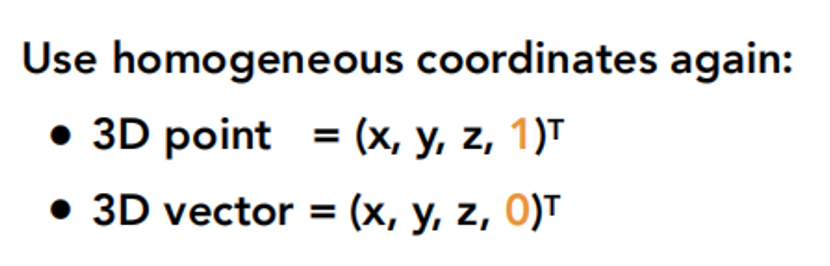 Use homogeneous coordinates again:
• 3D point = (x, y, z, 1)ᵀ
• 3D vector = (x, y, z, 0)ᵀ